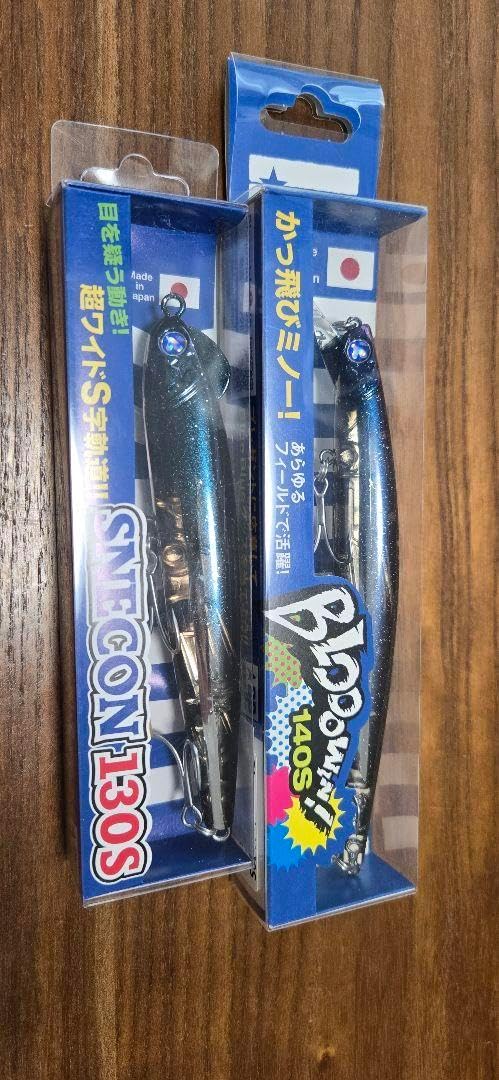 目を疑う動き!
超ワイドS字軌道!!
SNECON 130S
Made
in
Japan
かっ飛びミノー!
あらゆる
フィールドで活躍!
BLOOOWIN!
140S